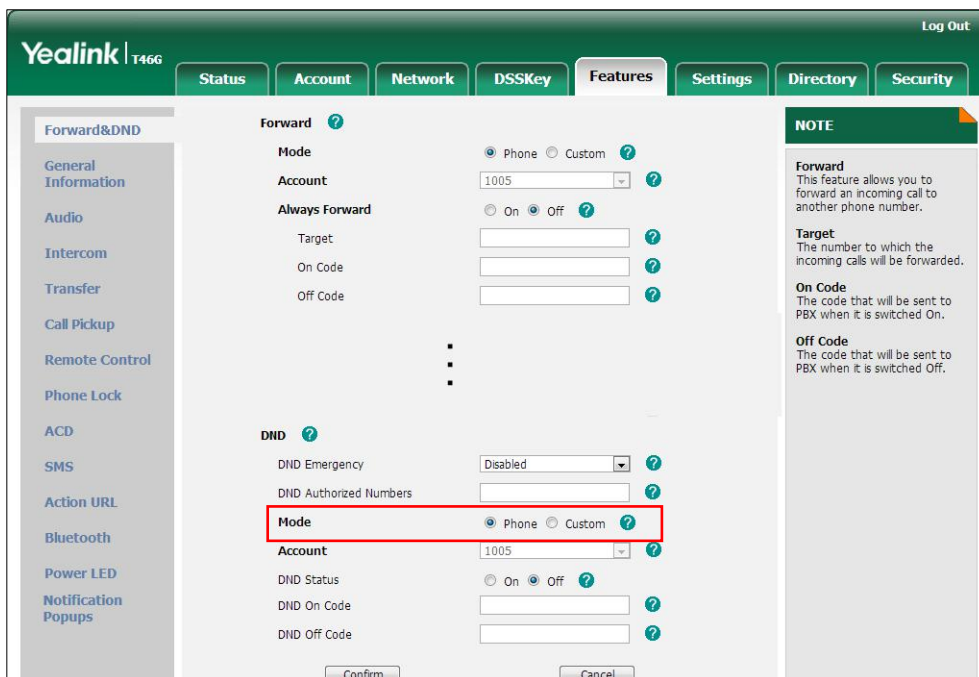 Log Out
Yealink T46G
Status Account Network DSSKey Features Settings Directory Security
Forward&DND
General
Information
Audio
Intercom
Transfer
Call Pickup
Remote Control
Phone Lock
ACD
SMS
Action URL
Bluetooth
Power LED
Notification
Popups
Forward ?
Mode Phone Custom ?
Account 1005 ?
Always Forward On Off ?
Target ?
On Code ?
Off Code ?
DND ?
DND Emergency Disabled ?
DND Authorized Numbers ?
Mode Phone Custom ?
Account 1005 ?
DND Status On Off ?
DND On Code ?
DND Off Code ?
Confirm Cancel
NOTE
Forward
This feature allows you to
forward an incoming call to
another phone number.
Target
The number to which the
incoming calls will be forwarded.
On Code
The code that will be sent to
PBX when it is switched On.
Off Code
The code that will be sent to
PBX when it is switched Off.